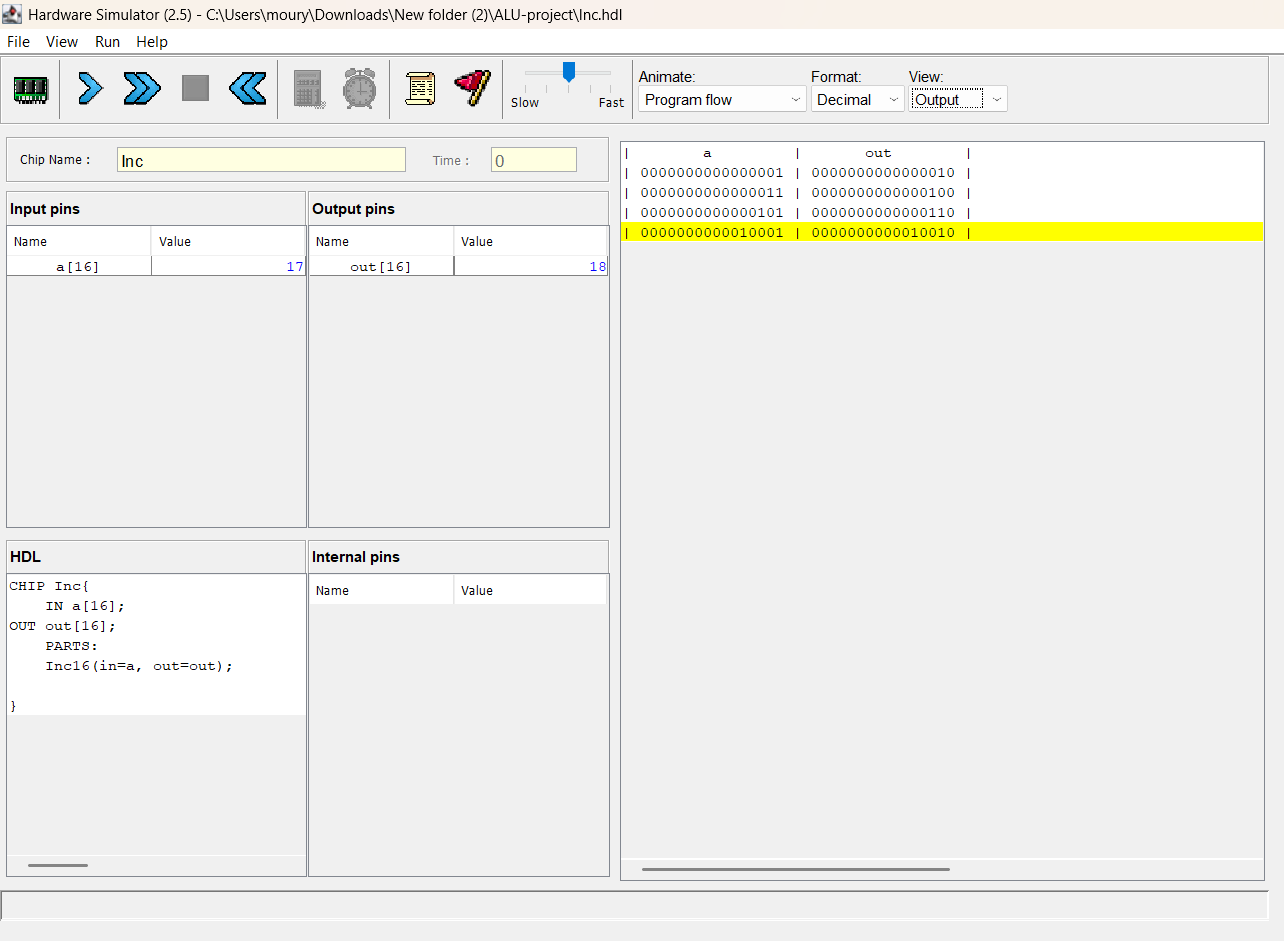 Hardware Simulator (2.5) - C:\Users\moury\Downloads\New folder (2)\ALU-project\Inc.hdl
File View Run Help
Slow Fast
Animate: Format: View:
Program flow Decimal Output
Chip Name : Inc Time : 0
Input pins
Name Value
a[16] 17
Output pins
Name Value
out[16] 18
HDL
CHIP Inc{
    IN a[16];
OUT out[16];
    PARTS:
    Inc16(in=a, out=out);
}
Internal pins
Name Value
| a | out |
| 0000000000000001 | 0000000000000010 |
| 0000000000000011 | 0000000000000100 |
| 0000000000000101 | 0000000000000110 |
| 0000000000010001 | 0000000000010010 |